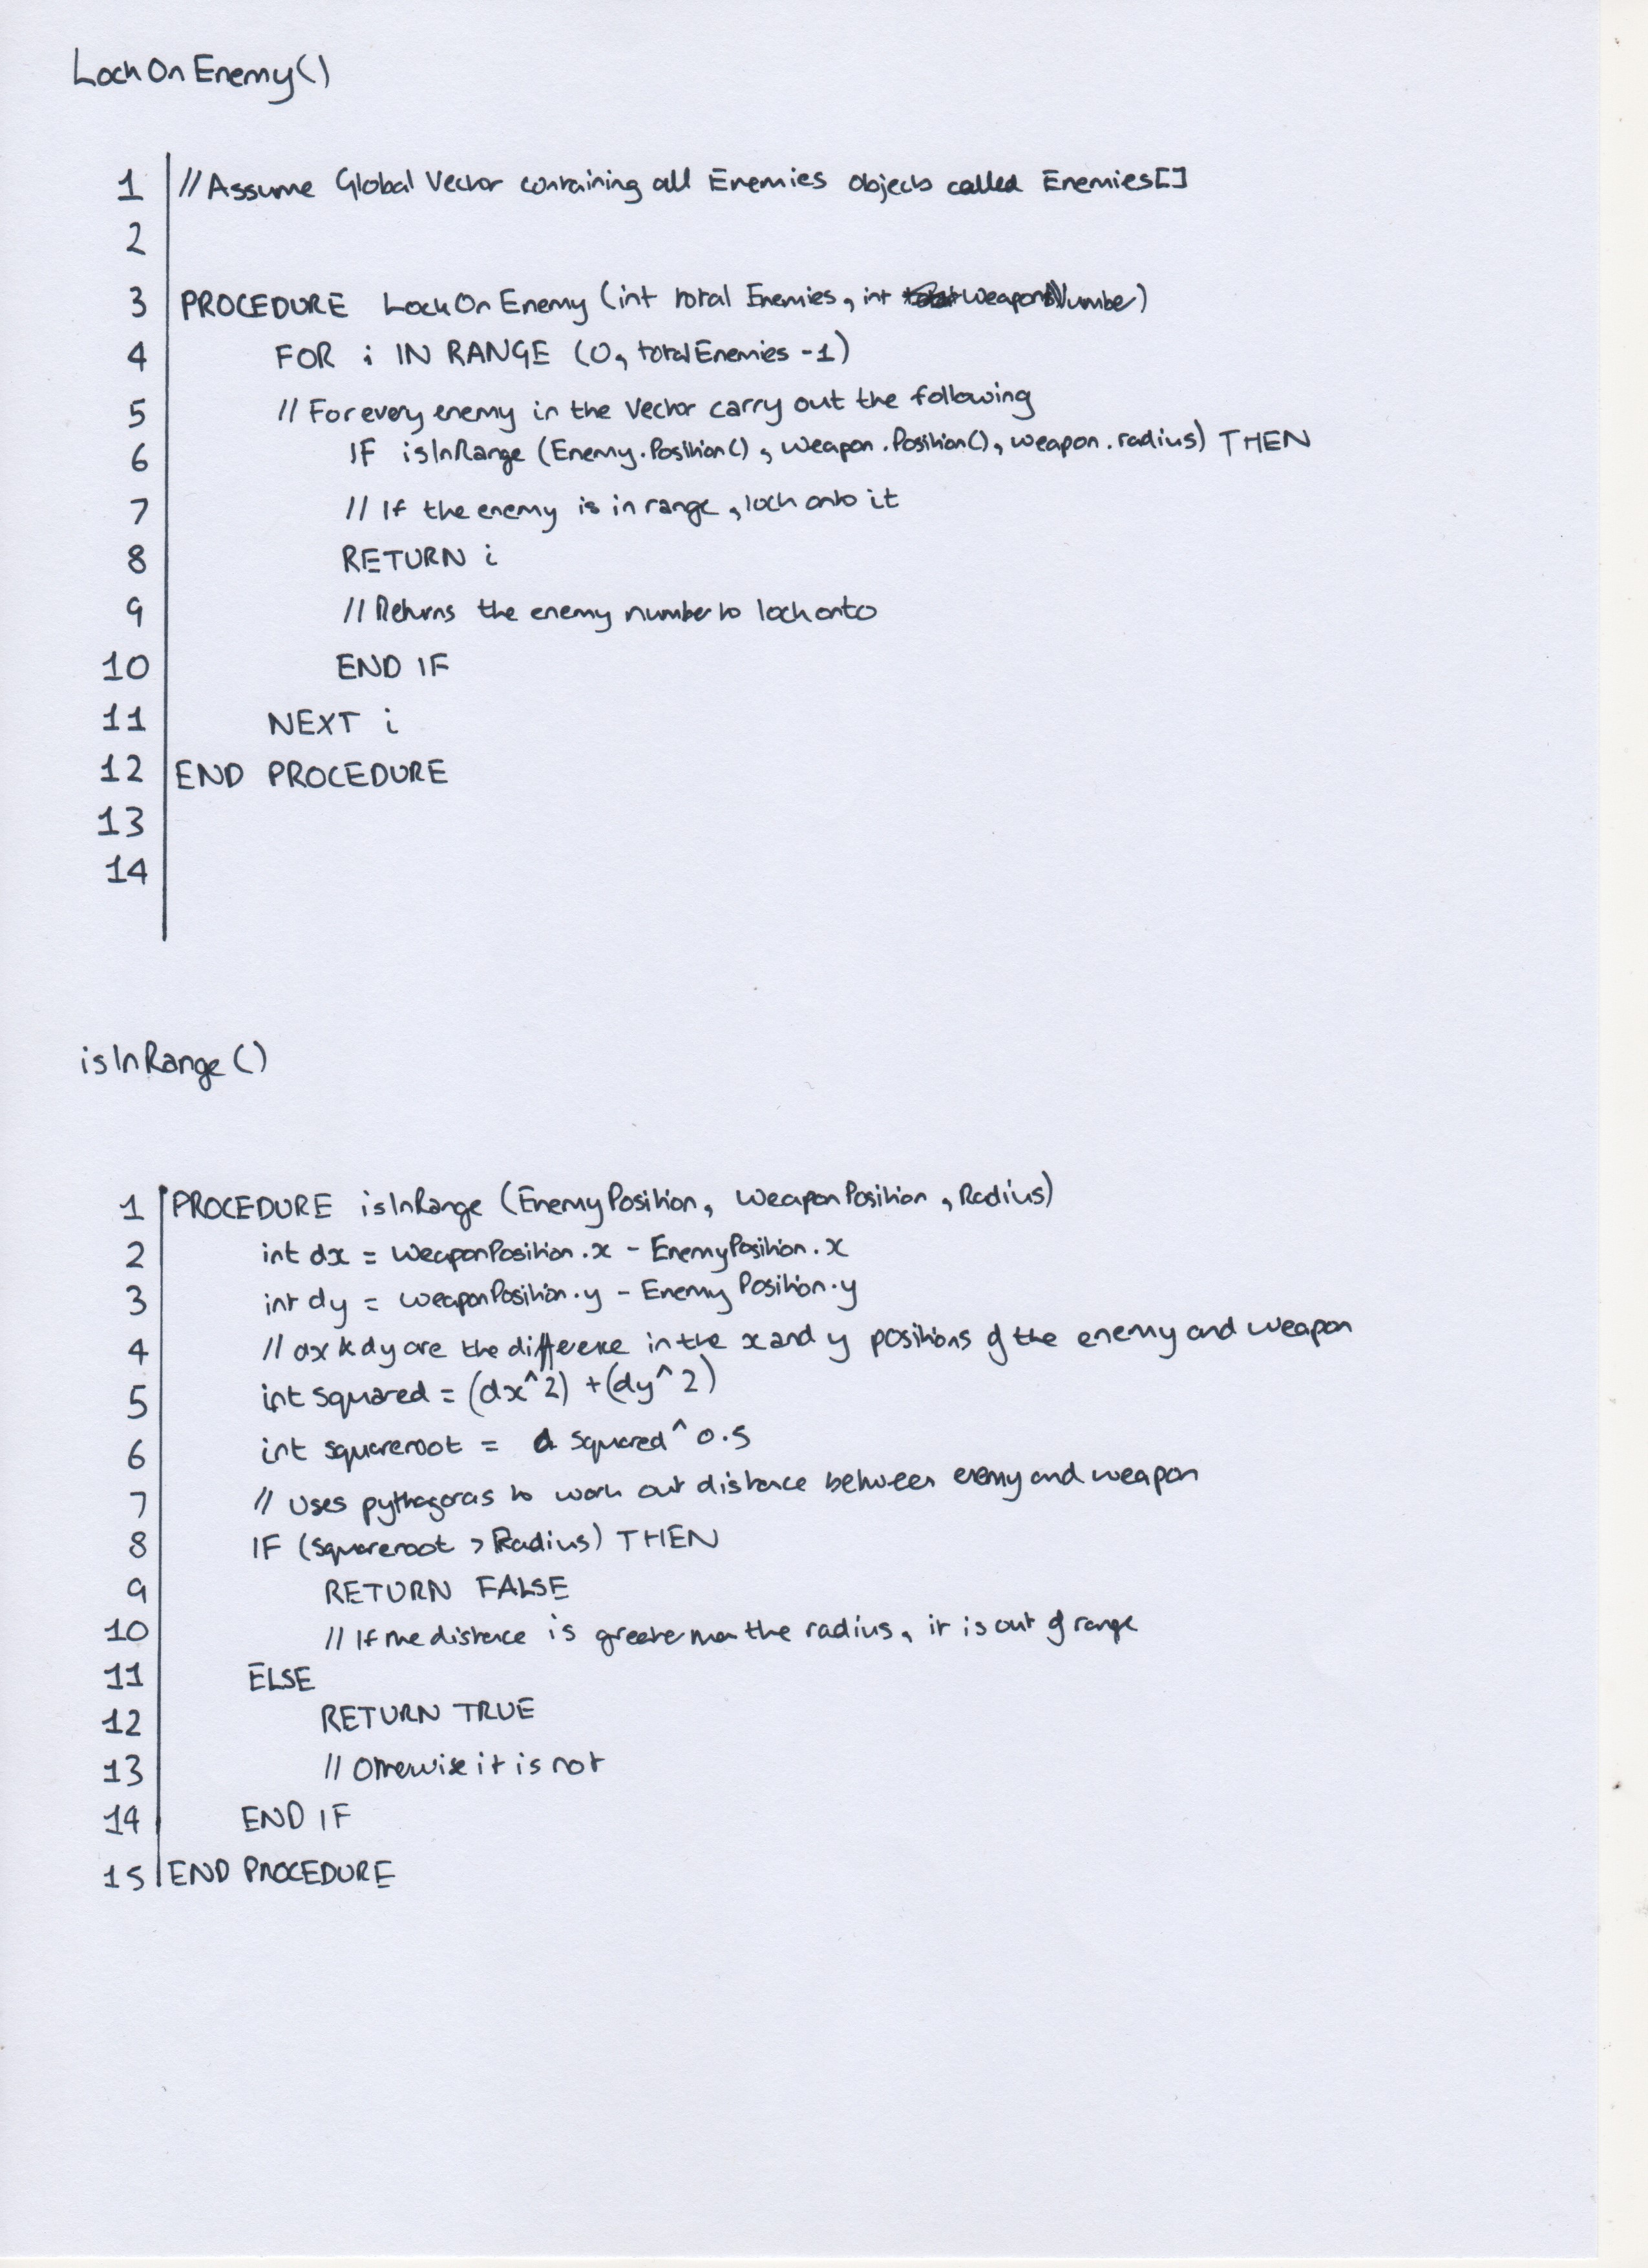 LockOnEnemy()
1 //Assume Global Vector containing all Enemies Objects called Enemies[]
2
3 PROCEDURE LockOnEnemy (int total Enemies, int WeaponNumber)
4 FOR i IN RANGE (0, totalEnemies -1)
5 // For every enemy in the Vector carry out the following
6 IF isInRange (Enemy.Position(), Weapon.Position(), weapon.radius) THEN
7 // If the enemy is in range, lock onto it
8 RETURN i
9 // Returns the enemy number to lock onto
10 END IF
11 NEXT i
12 END PROCEDURE
13
14
isInRange()
1 PROCEDURE isInRange (EnemyPosition, WeaponPosition, Radius)
2 int dx = WeaponPosition.x - EnemyPosition.x
3 int dy = WeaponPosition.y - EnemyPosition.y
4 // dx & dy are the difference in the x and y positions of the enemy and weapon
5 int squared = (dx^2) + (dy^2)
6 int squareroot = squared^0.5
7 // Uses pythagoras to work out distance between enemy and weapon
8 IF (squareroot > Radius) THEN
9 RETURN FALSE
10 // If the distance is greater than the radius, it is out of range
11 ELSE
12 RETURN TRUE
13 // Otherwise it is not
14 END IF
15 END PROCEDURE